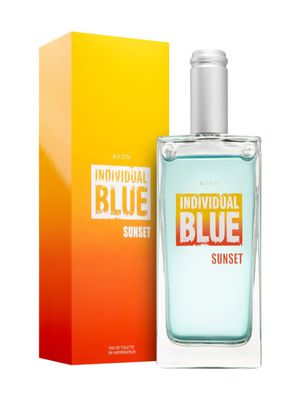 AVON
INDIVIDUAL
BLUE
SUNSET
EAU DE TOILETTE
EN VAPORISATEUR
AVON
INDIVIDUAL
BLUE
SUNSET